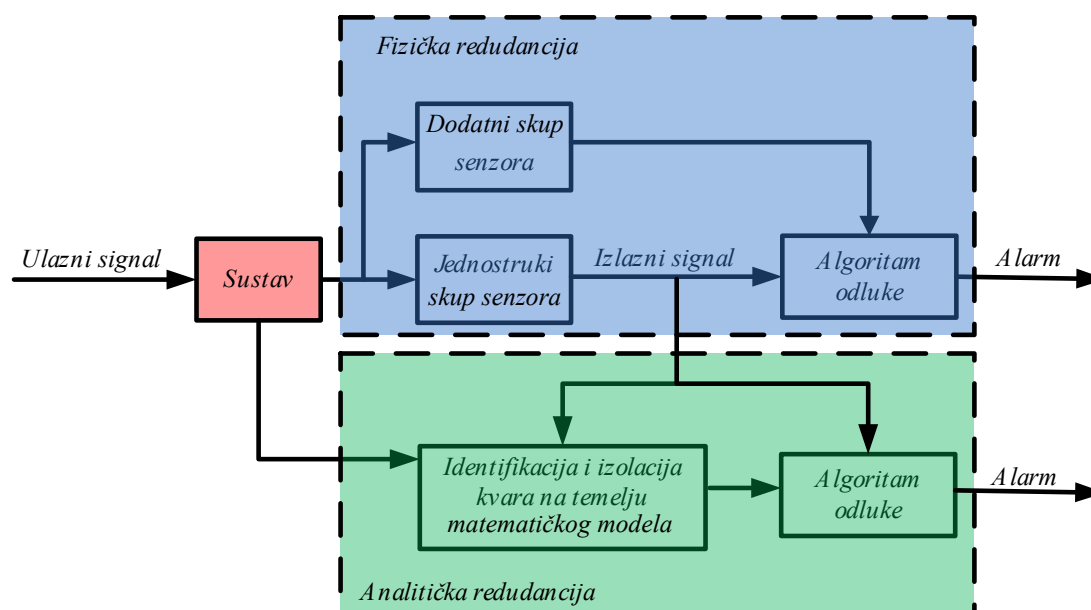 Fizička redudancija
Dodatni skup
senzora
Ulazni signal
Sustav
Jednostruki
skup senzora
Izlazni signal
Algoritam
odluke
Alarm
Identifikacija i izolacija
kvara na temelju
matematičkog modela
Algoritam
odluke
Alarm
Analitička redudancija